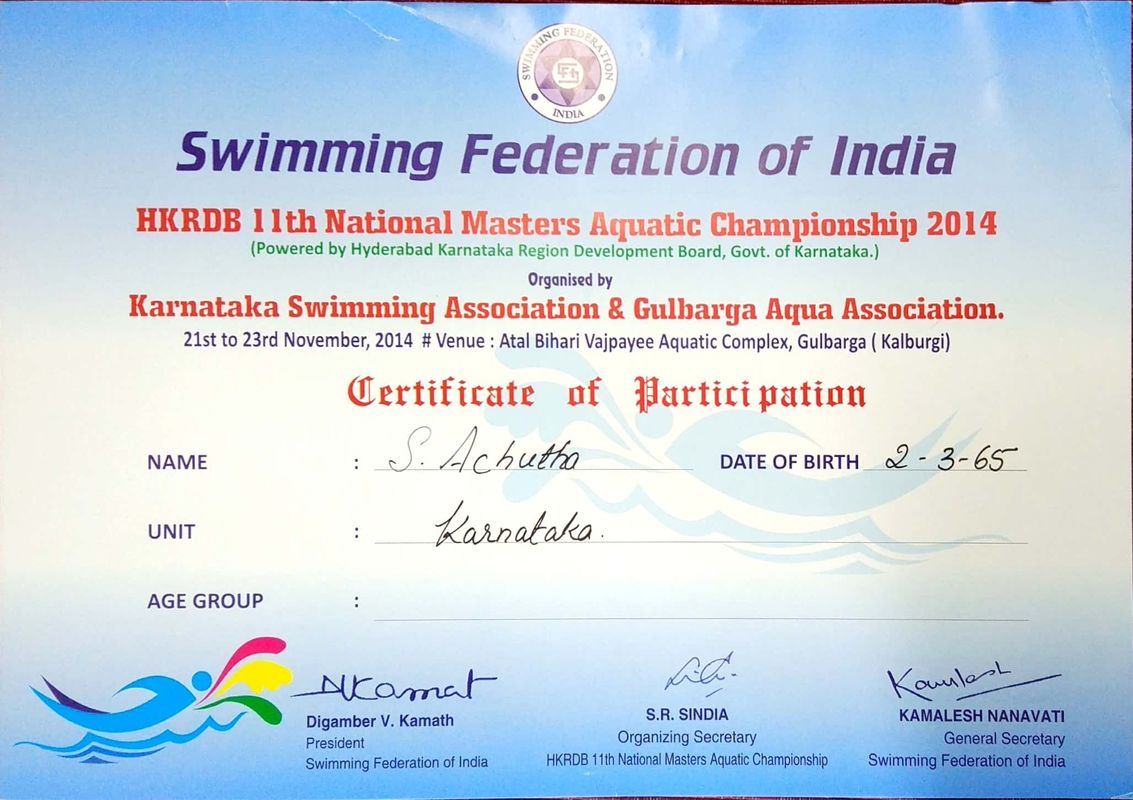 SWIMMING FEDERATION
INDIA
Swimming Federation of India
HKRDB 11th National Masters Aquatic Championship 2014
(Powered by Hyderabad Karnataka Region Development Board, Govt. of Karnataka.)
Organised by
Karnataka Swimming Association & Gulbarga Aqua Association.
21st to 23rd November, 2014 # Venue : Atal Bihari Vajpayee Aquatic Complex, Gulbarga ( Kalburgi)
Certificate of Participation
NAME : S. Achutha DATE OF BIRTH 2-3-65
UNIT : Karnataka.
AGE GROUP :
DVKamat
Kamlesh
Digamber V. Kamath
President
Swimming Federation of India
S.R. SINDIA
Organizing Secretary
HKRDB 11th National Masters Aquatic Championship
KAMALESH NANAVATI
General Secretary
Swimming Federation of India